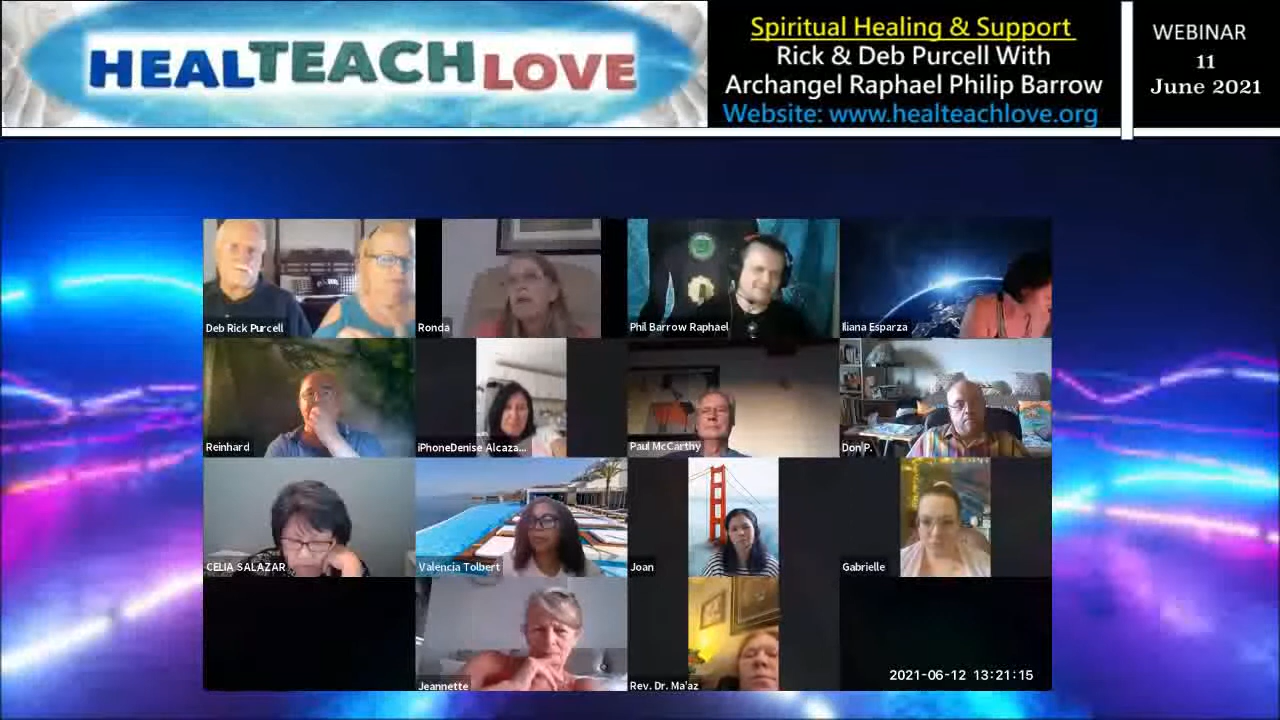 HEALTEACHLOVE
Spiritual Healing & Support
Rick & Deb Purcell With
Archangel Raphael Philip Barrow
Website: www.healteachlove.org
WEBINAR
11
June 2021
Deb Rick Purcell
Ronda
Phil Barrow Raphael
Iliana Esparza
Reinhard
iPhoneDenise Alcaza...
Paul McCarthy
Don P.
CELIA SALAZAR
Valencia Tolbert
Joan
Gabrielle
Jeannette
Rev. Dr. Ma'az
2021-06-12 13:21:15